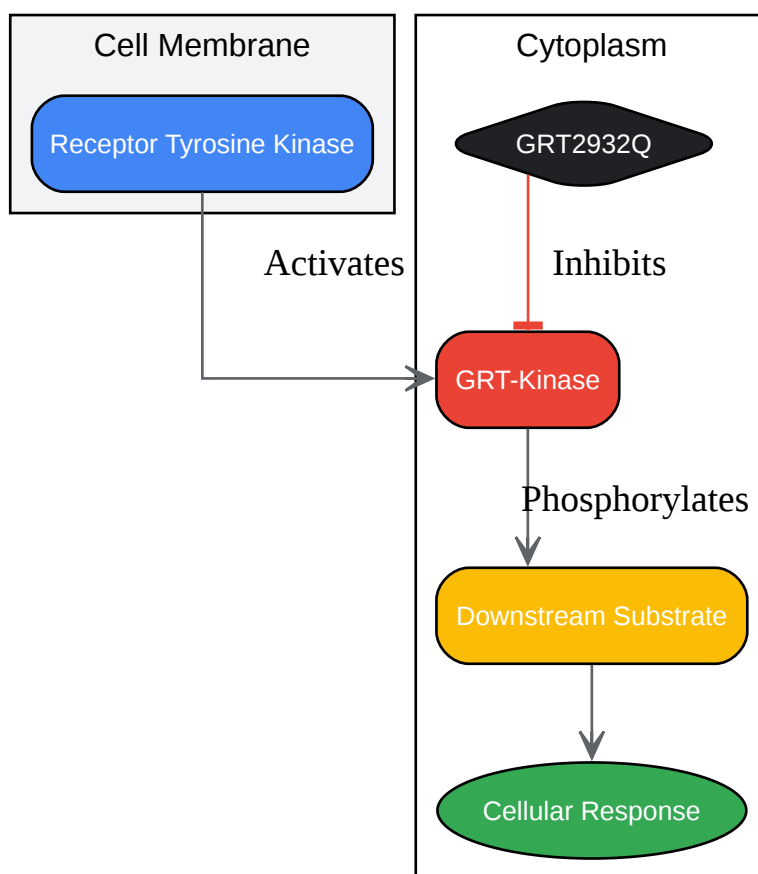 Cell Membrane
Receptor Tyrosine Kinase
Cytoplasm
GRT2932Q
Activates
Inhibits
GRT-Kinase
Phosphorylates
Downstream Substrate
Cellular Response